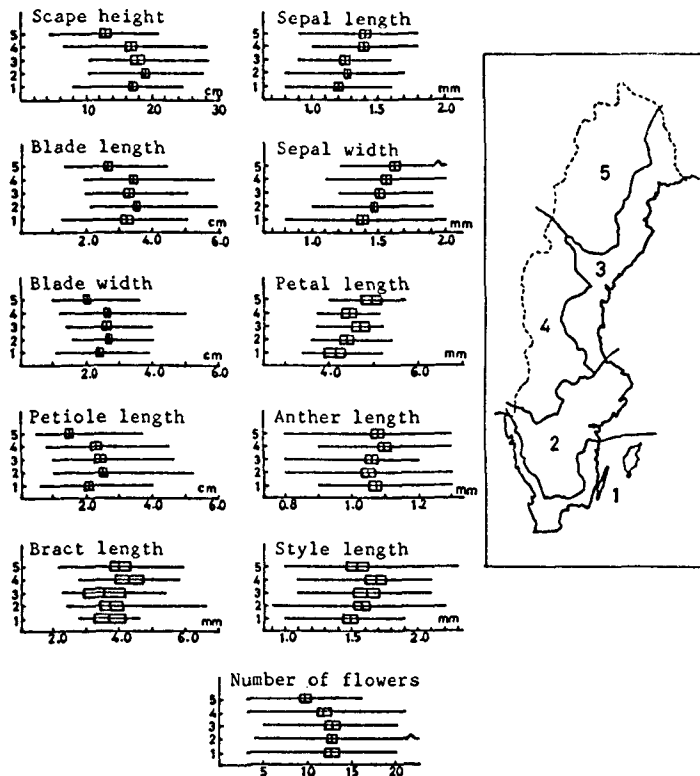 Scape height
5
4
3
2
1
10 20 30
cm
Sepal length
5
4
3
2
1
1.0 1.5 2.0
mm
Blade length
5
4
3
2
1
2.0 4.0 6.0
cm
Sepal width
5
4
3
2
1
1.0 1.5 2.0
mm
Blade width
5
4
3
2
1
2.0 4.0 6.0
cm
Petal length
5
4
3
2
1
4.0 6.0
mm
Petiole length
5
4
3
2
1
2.0 4.0 6.0
cm
Anther length
5
4
3
2
1
0.8 1.0 1.2
mm
Bract length
5
4
3
2
1
2.0 4.0 6.0
mm
Style length
5
4
3
2
1
1.0 2.0
mm
Number of flowers
5
4
3
2
1
5 10 15 20
5
3
4
2
1